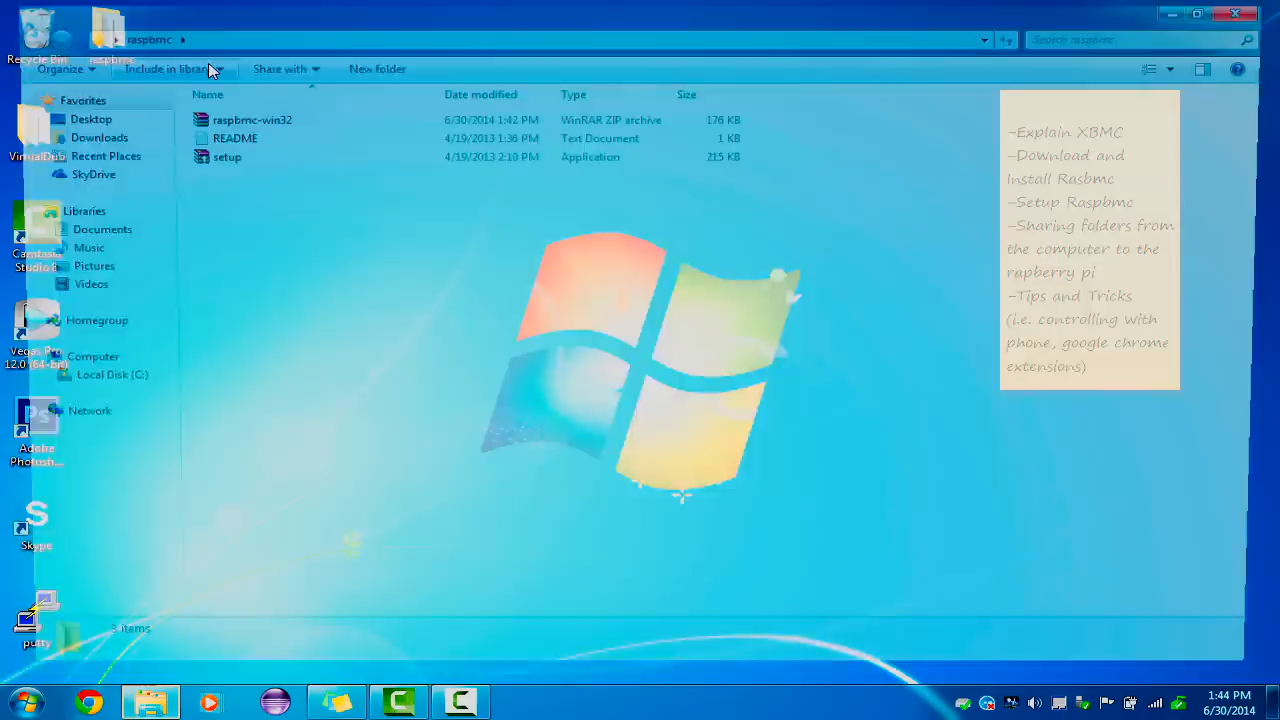 Recycle Bin
raspbmc
raspbmc
Search raspbmc
Organize
Include in library
Share with
New folder
Name
Date modified
Type
Size
raspbmc-win32
6/30/2014 1:42 PM
WinRAR ZIP archive
176 KB
README
4/19/2013 1:36 PM
Text Document
1 KB
setup
4/19/2013 2:10 PM
Application
215 KB
Favorites
Desktop
Downloads
Recent Places
SkyDrive
Libraries
Documents
Music
Pictures
Videos
Homegroup
Computer
Local Disk (C:)
Network
VirtualDub
Camtasia
Studio 8
Vegas Pro
12.0 (64-bit)
Ps
Adobe
Photosh...
S
Skype
putty
3 items
-Explain XBMC
-Download and
Install Rasbmc
-Setup Raspbmc
-Sharing folders from
the computer to the
rapberry pi
-Tips and Tricks
(i.e. controlling with
phone, google chrome
extensions)
1:44 PM
6/30/2014